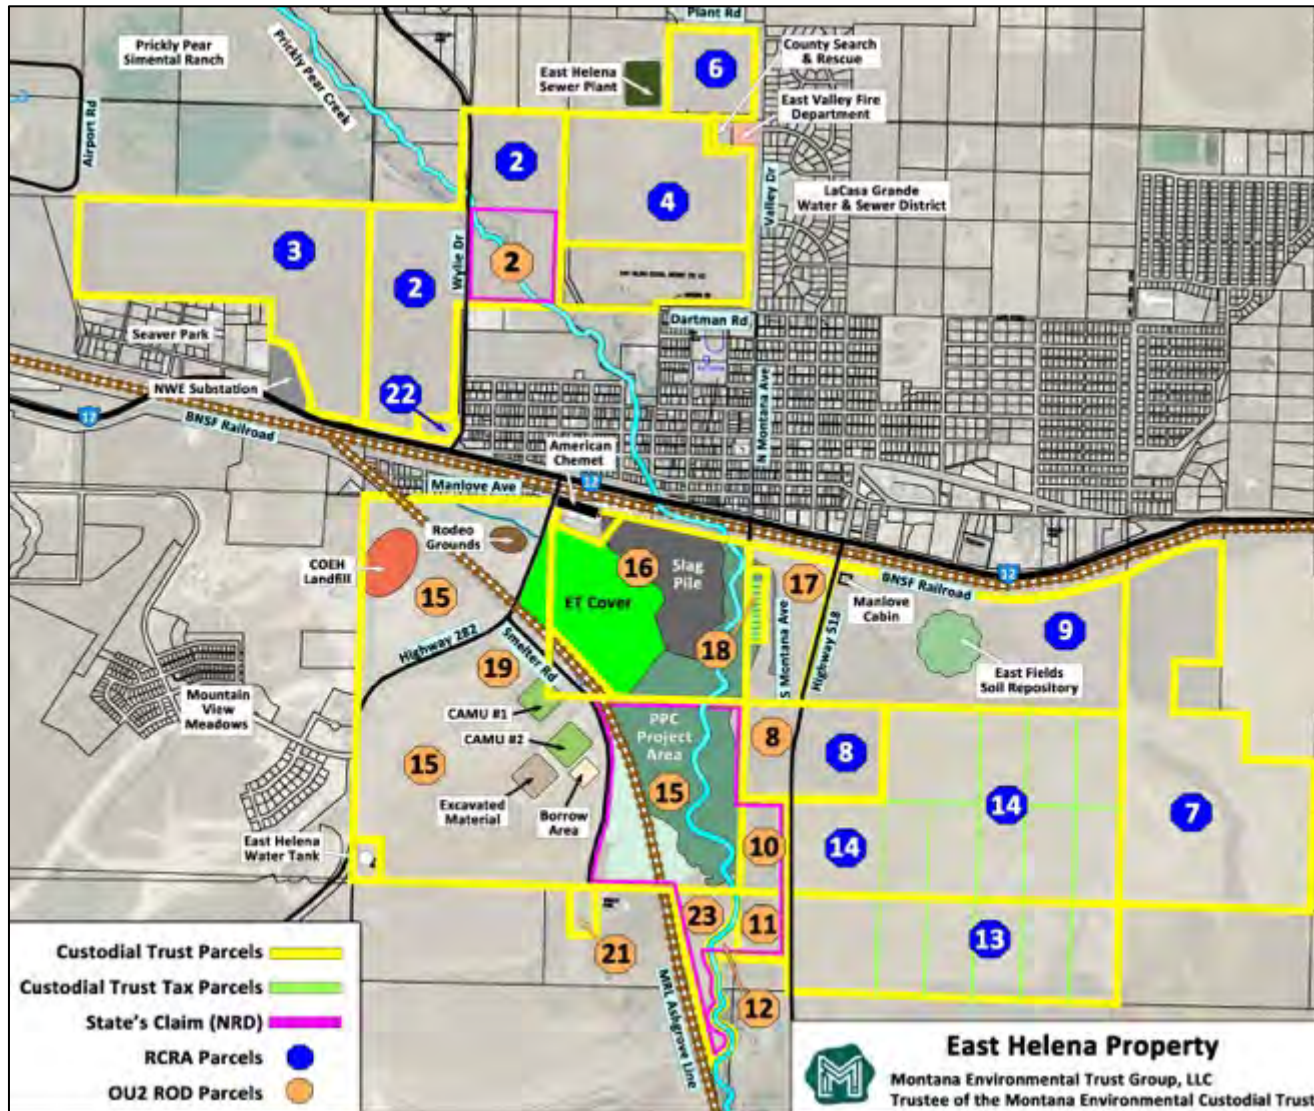 Plant Rd
Prickly Pear
Simental Ranch
Prickly Pear Creek
County Search
& Rescue
6
East Helena
Sewer Plant
East Valley Fire
Department
Airport Rd
2
4
Valley Dr
LaCasa Grande
Water & Sewer District
3
Wylie Dr
2
2
Seaver Park
Dartman Rd
NWE Substation
22
12
BNSF Railroad
N Montana Ave
American
Chemet
Manlove Ave
12
Rodeo
Grounds
COEH
Landfill
16
Slag
Pile
17
BNSF Railroad
12
15
ET Cover
Manlove
Cabin
9
Highway 282
Smelter Rd
18
S Montana Ave
Highway 518
East Fields
Soil Repository
19
Mountain
View
Meadows
CAMU #1
PPC
Project
Area
8
8
CAMU #2
15
15
14
7
Excavated
Material
Borrow
Area
East Helena
Water Tank
10
14
23
11
13
21
12
MRL Ashgrove Line
Custodial Trust Parcels
Custodial Trust Tax Parcels
State's Claim (NRD)
RCRA Parcels
OU2 ROD Parcels
East Helena Property
Montana Environmental Trust Group, LLC
Trustee of the Montana Environmental Custodial Trust